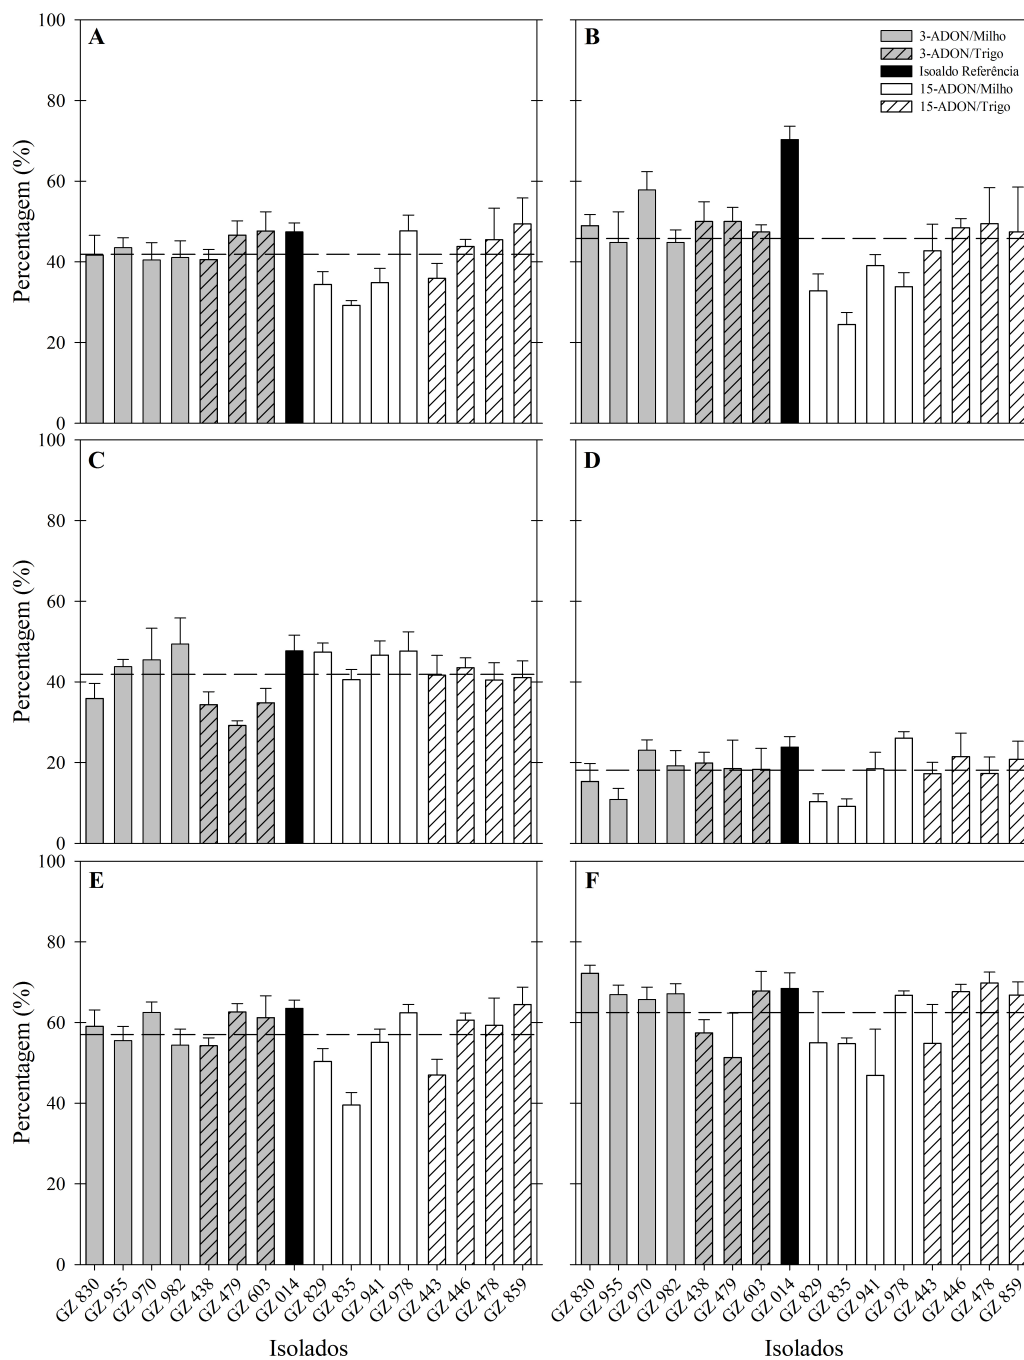 A
B
3-ADON/Milho
3-ADON/Trigo
Isoaldo Referência
15-ADON/Milho
15-ADON/Trigo
Percentagem (%)
100
80
60
40
20
0
C
D
Percentagem (%)
100
80
60
40
20
0
E
F
Percentagem (%)
100
80
60
40
20
0
GZ 830
GZ 955
GZ 970
GZ 982
GZ 438
GZ 479
GZ 603
GZ 014
GZ 829
GZ 835
GZ 941
GZ 978
GZ 443
GZ 446
GZ 478
GZ 859
GZ 830
GZ 955
GZ 970
GZ 982
GZ 438
GZ 479
GZ 603
GZ 014
GZ 829
GZ 835
GZ 941
GZ 978
GZ 443
GZ 446
GZ 478
GZ 859
Isolados
Isolados